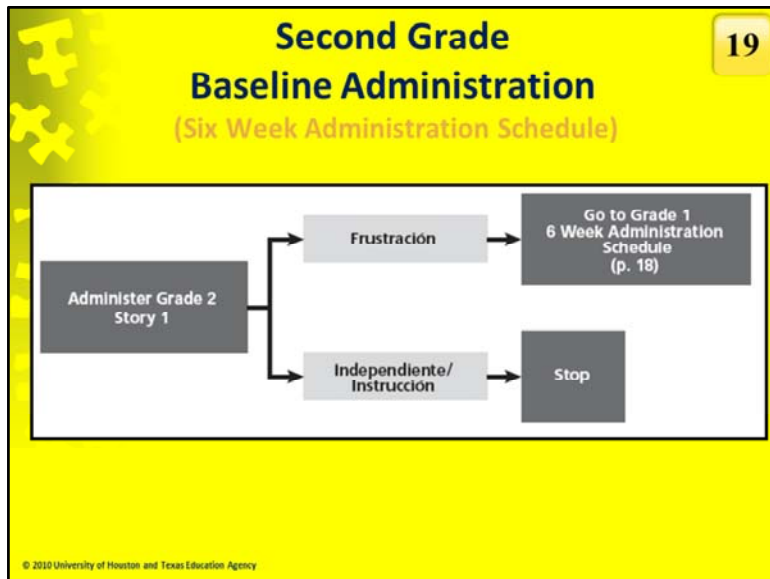 Second Grade
Baseline Administration
(Six Week Administration Schedule)
19
Administer Grade 2
Story 1
Frustración
Go to Grade 1
6 Week Administration
Schedule
(p. 18)
Independiente/
Instrucción
Stop
© 2010 University of Houston and Texas Education Agency